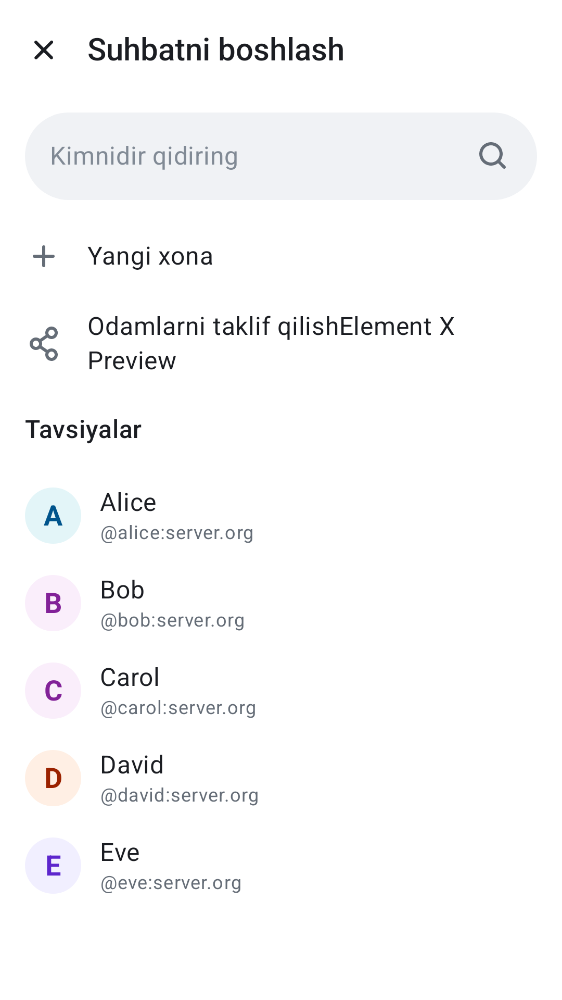 Suhbatni boshlash
Kimnidir qidiring
Yangi xona
Odamlarni taklif qilishElement X
Preview
Tavsiyalar
A
Alice
@alice:server.org
B
Bob
@bob:server.org
C
Carol
@carol:server.org
D
David
@david:server.org
E
Eve
@eve:server.org